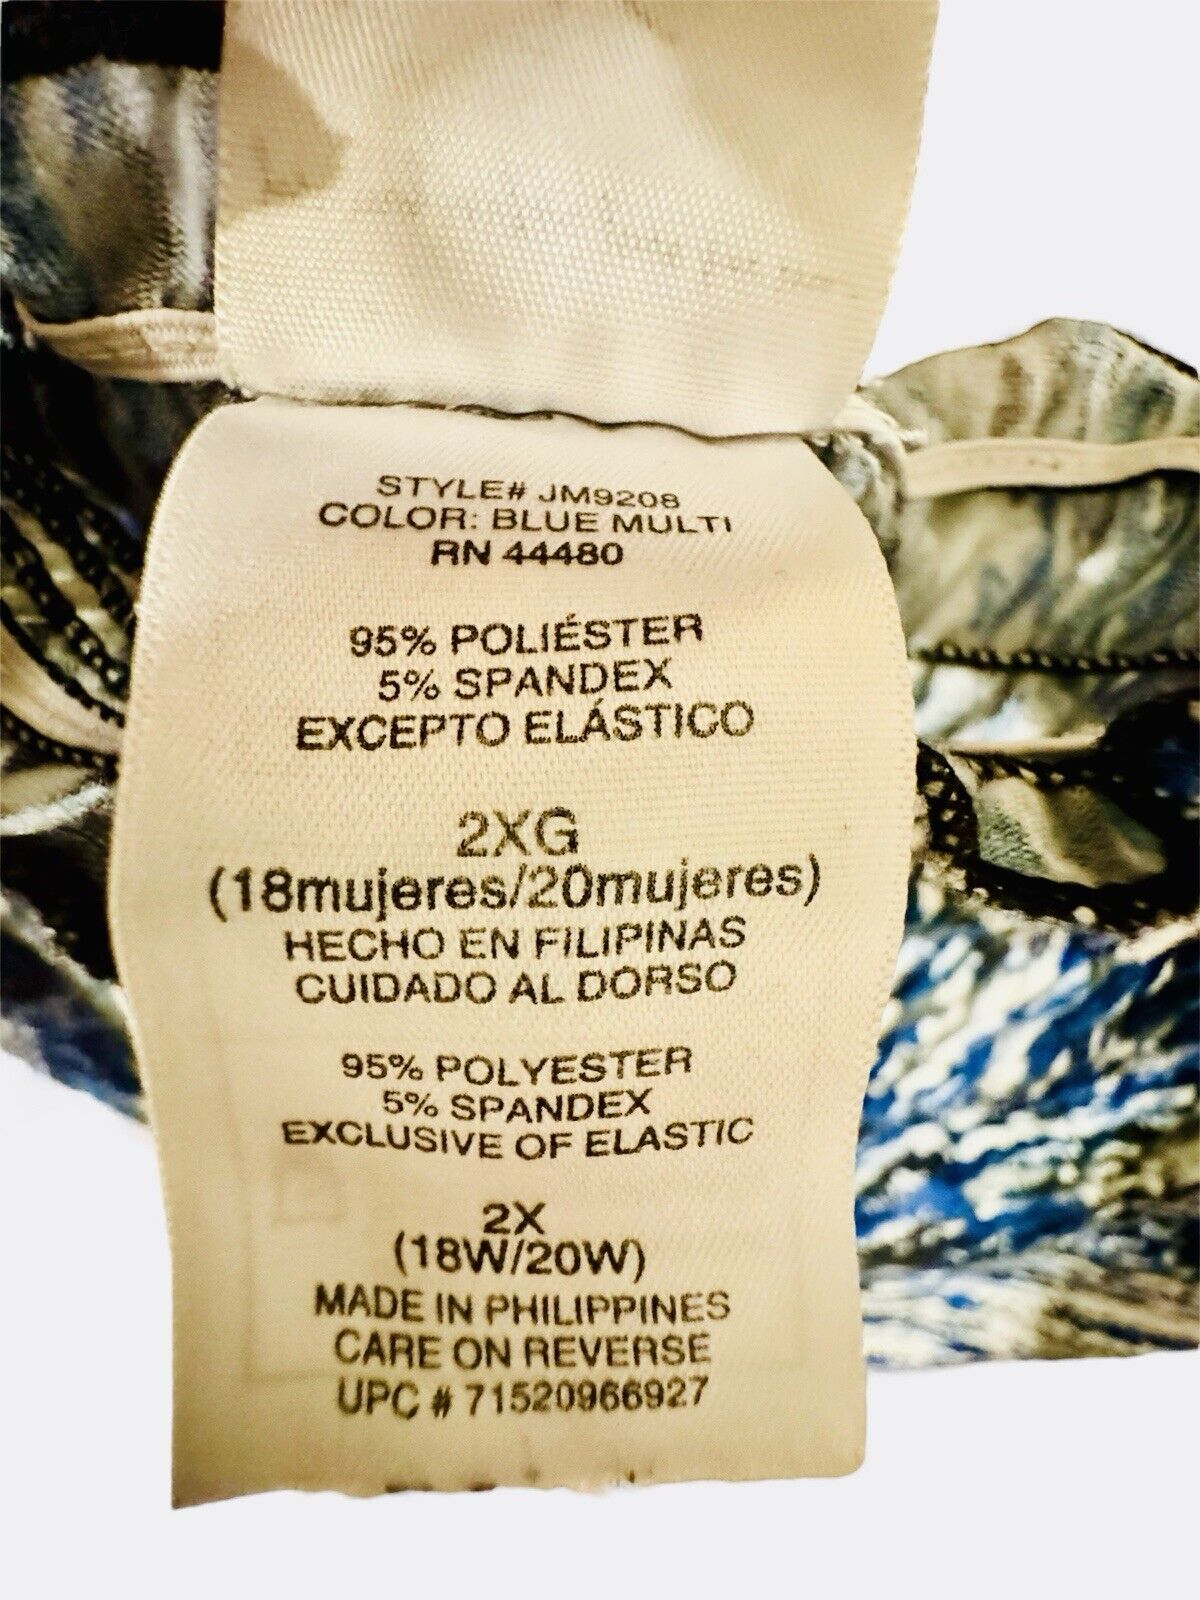 STYLE# JM9208
COLOR: BLUE MULTI
RN 44480
95% POLIÉSTER
5% SPANDEX
EXCEPTO ELÁSTICO
2XG
(18mujeres/20mujeres)
HECHO EN FILIPINAS
CUIDADO AL DORSO
95% POLYESTER
5% SPANDEX
EXCLUSIVE OF ELASTIC
2X
(18W/20W)
MADE IN PHILIPPINES
CARE ON REVERSE
UPC # 71520966927